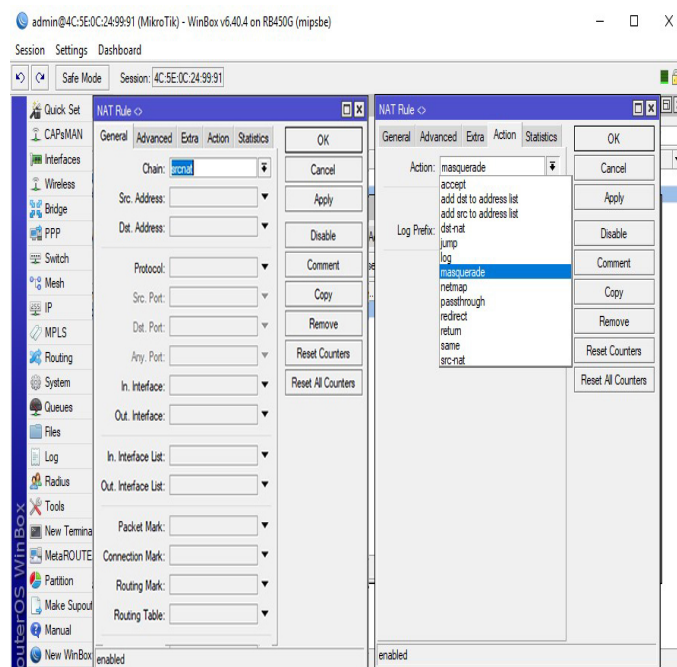 admin@4C:5E:0C:24:99:91 (MikroTik) - WinBox v6.40.4 on RB450G (mipsbe)
Session Settings Dashboard
Safe Mode Session: 4C:5E:0C:24:99:91
Quick Set
CAPsMAN
Interfaces
Wireless
Bridge
PPP
Switch
Mesh
IP
MPLS
Routing
System
Queues
Files
Log
Radius
Tools
New Termina
MetaROUTE
Partition
Make Supout
Manual
New WinBox
outerOS WinBox
NAT Rule <>
General Advanced Extra Action Statistics
Chain: srcnat
Src. Address:
Dst. Address:
Protocol:
Src. Port:
Dst. Port:
Any. Port:
In. Interface:
Out. Interface:
In. Interface List:
Out. Interface List:
Packet Mark:
Connection Mark:
Routing Mark:
Routing Table:
enabled
OK
Cancel
Apply
Disable
Comment
Copy
Remove
Reset Counters
Reset All Counters
NAT Rule <>
General Advanced Extra Action Statistics
Action: masquerade
accept
add dst to address list
add src to address list
Log Prefix: dst-nat
jump
log
masquerade
netmap
passthrough
redirect
return
same
src-nat
enabled
OK
Cancel
Apply
Disable
Comment
Copy
Remove
Reset Counters
Reset All Counters